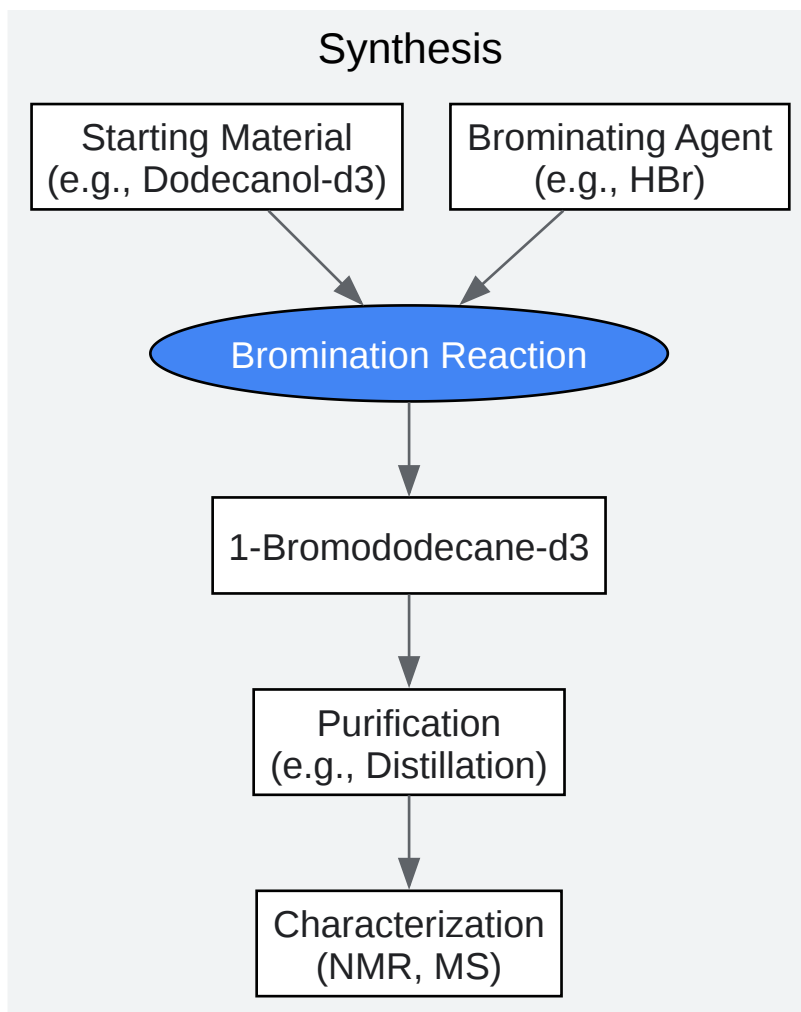 Synthesis
Starting Material
(e.g., Dodecanol-d3)
Brominating Agent
(e.g., HBr)
Bromination Reaction
1-Bromododecane-d3
Purification
(e.g., Distillation)
Characterization
(NMR, MS)